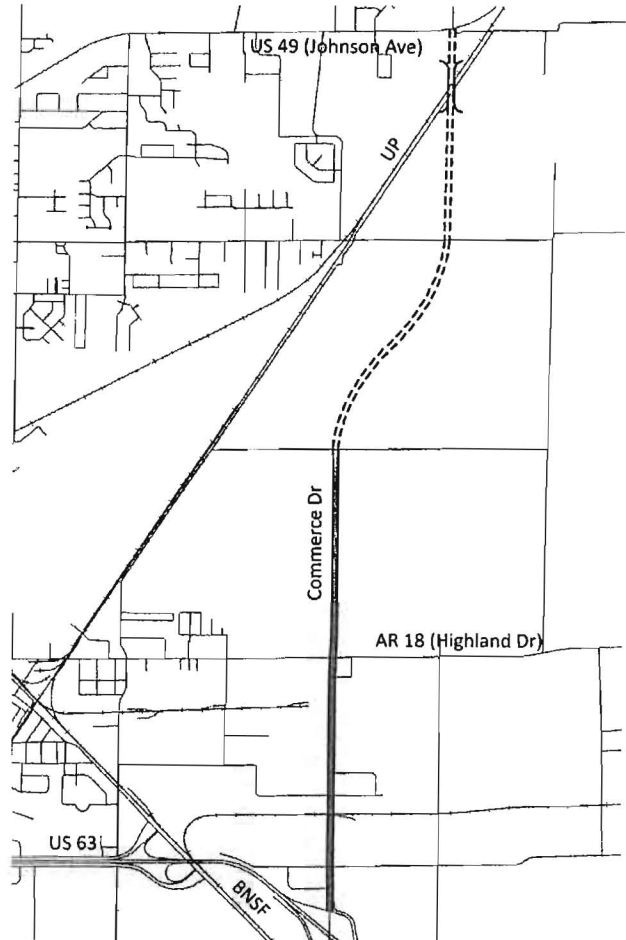 US 49 (Johnson Ave)
UP
Commerce Dr
AR 18 (Highland Dr)
US 63
BNSF